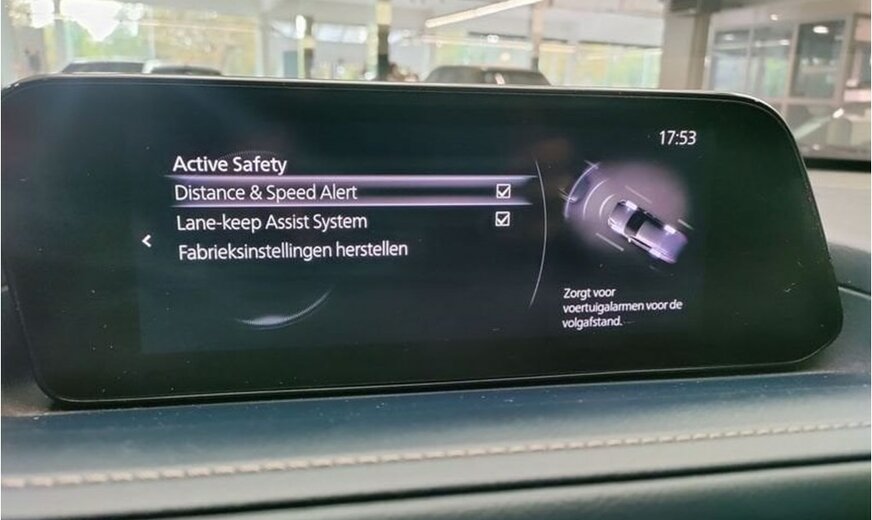 17:53
Active Safety
Distance & Speed Alert
Lane-keep Assist System
Fabrieksinstellingen herstellen
Zorgt voor
voertuigalarmen voor de
volgafstand.